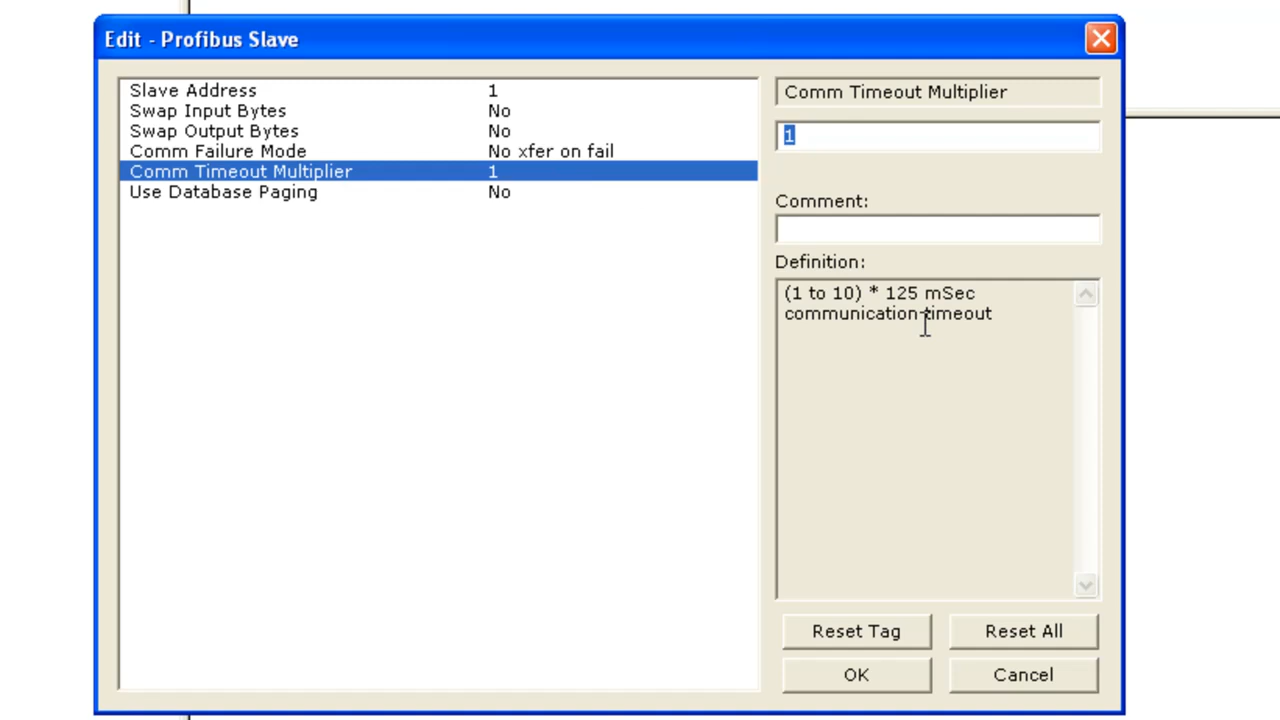 Edit - Profibus Slave
Slave Address 1
Swap Input Bytes No
Swap Output Bytes No
Comm Failure Mode No xfer on fail
Comm Timeout Multiplier 1
Use Database Paging No
Comm Timeout Multiplier
1
Comment:
Definition:
(1 to 10) * 125 mSec
communication timeout
Reset Tag Reset All
OK Cancel